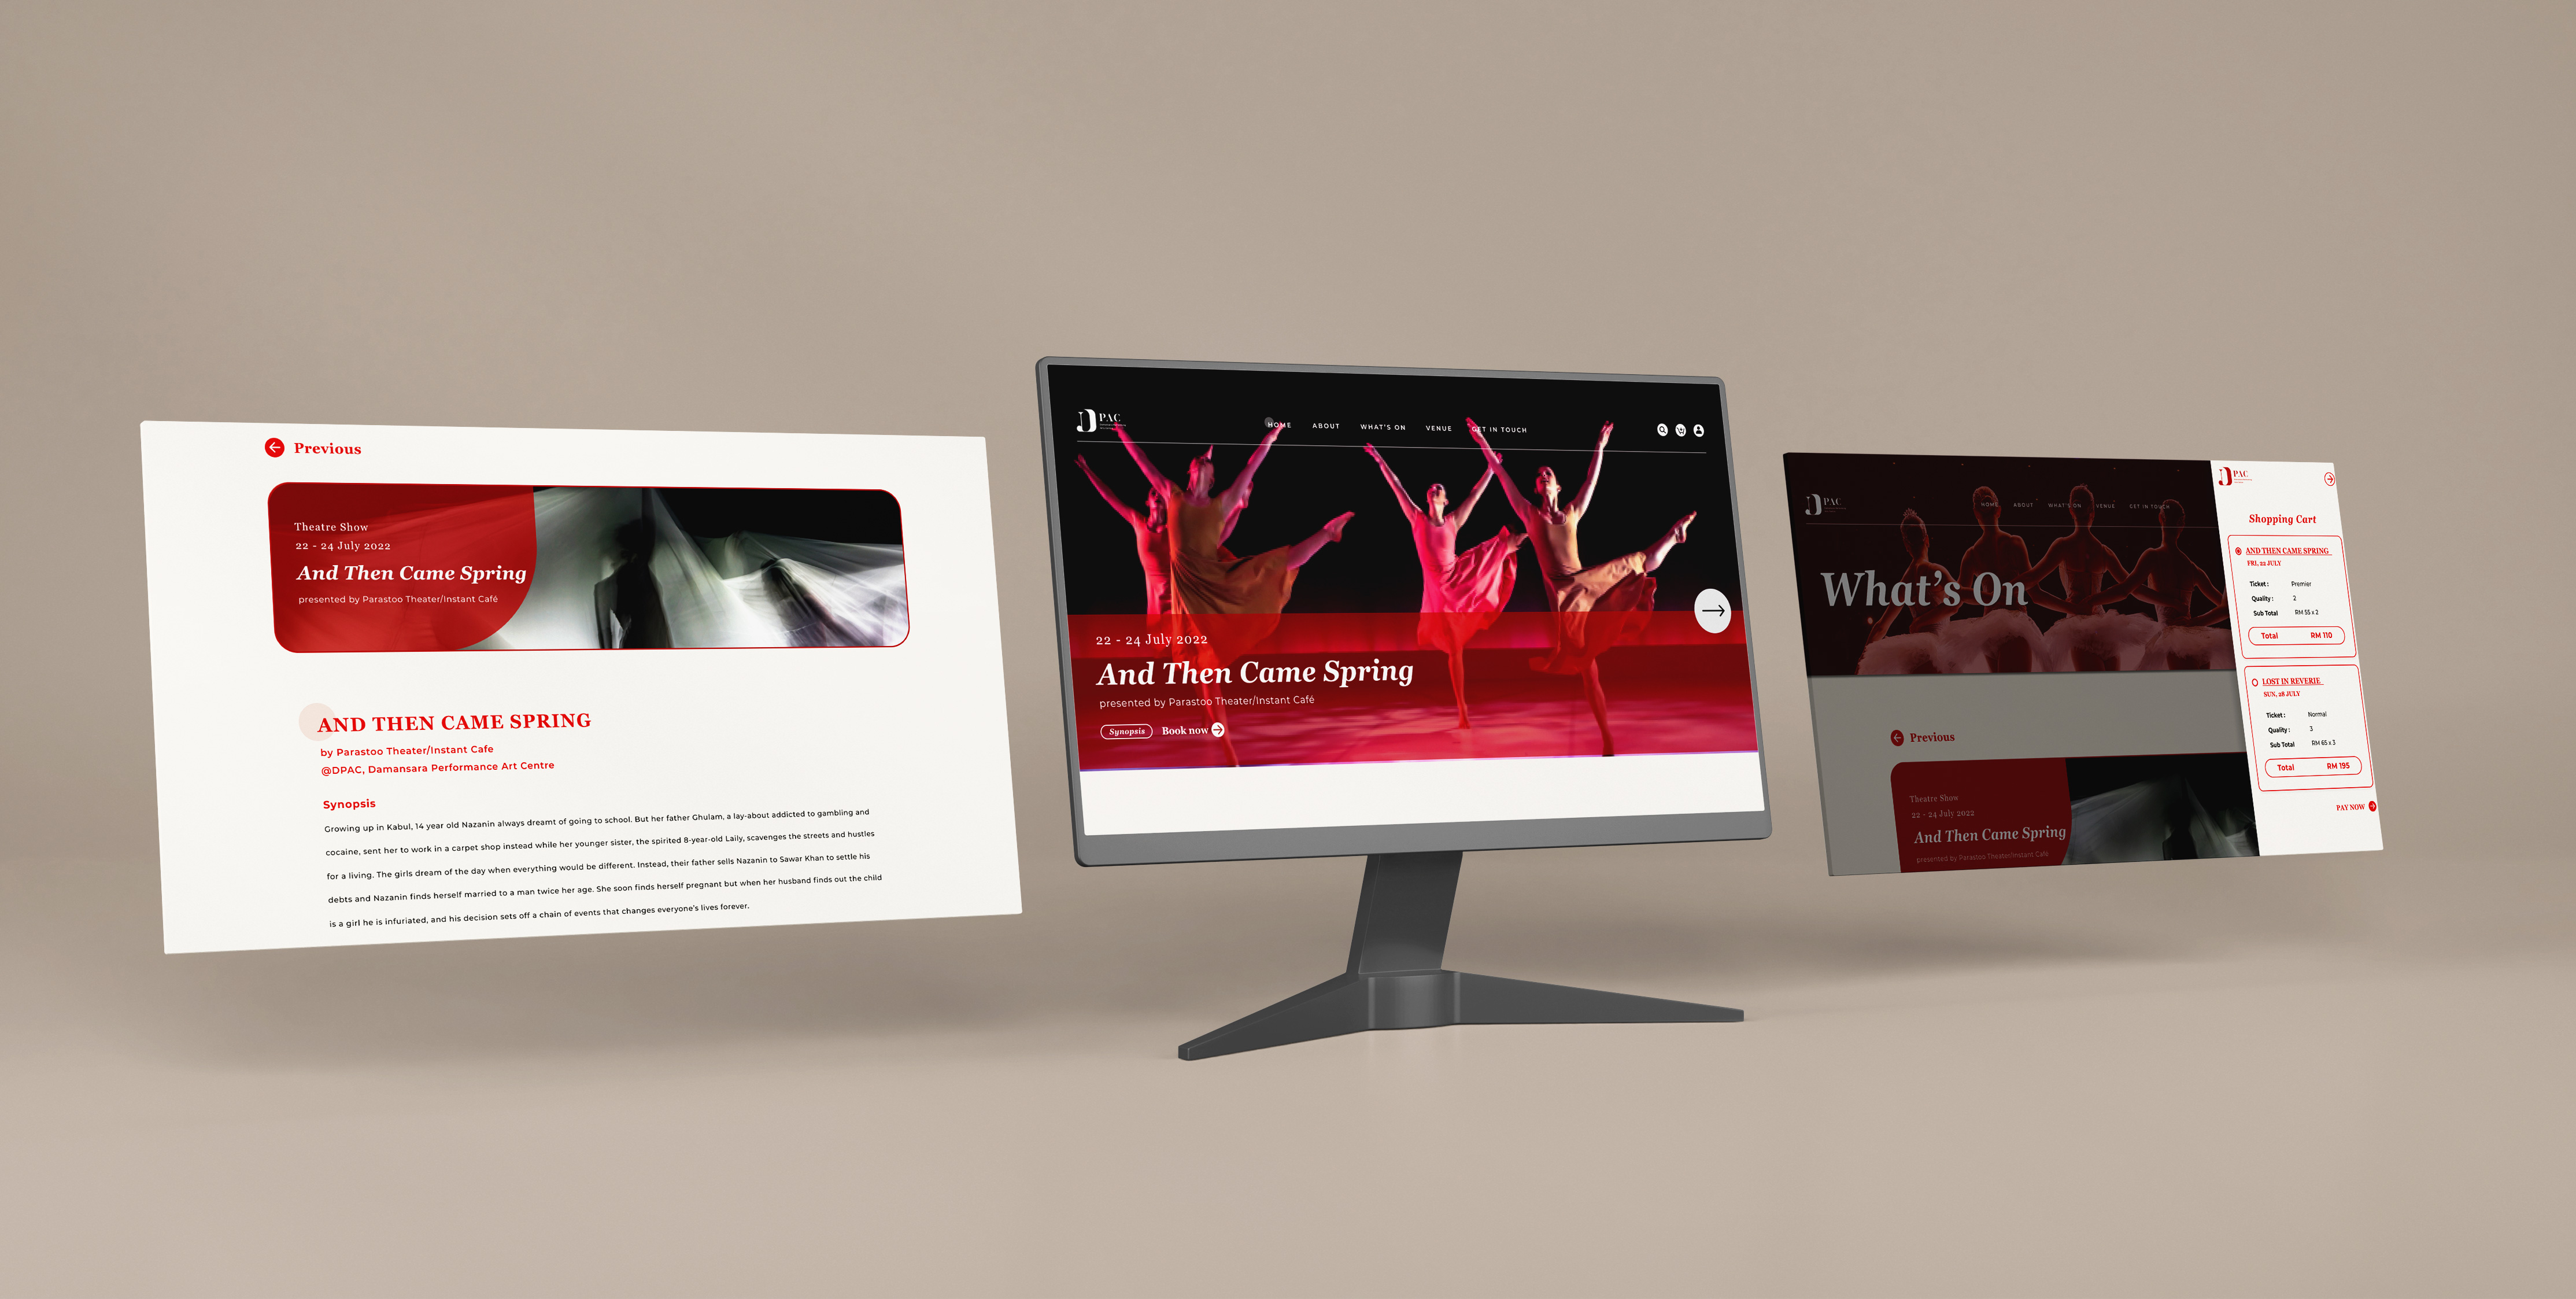 Previous
Theatre Show
22 - 24 July 2022
And Then Came Spring
presented by Parastoo Theater/Instant Café
AND THEN CAME SPRING
by Parastoo Theater/Instant Cafe
@DPAC, Damansara Performance Art Centre
Synopsis
Growing up in Kabul, 14 year old Nazanin always dreamt of going to school. But her father Ghulam, a lay-about addicted to gambling and
cocaine, sent her to work in a carpet shop instead while her younger sister, the spirited 8-year-old Laily, scavenges the streets and hustles
for a living. The girls dream of the day when everything would be different. Instead, their father sells Nazanin to Sawar Khan to settle his
debts and Nazanin finds herself married to a man twice her age. She soon finds herself pregnant but when her husband finds out the child
is a girl he is infuriated, and his decision sets off a chain of events that changes everyone's lives forever.
D PAC
HOME ABOUT WHAT'S ON VENUE GET IN TOUCH
22 - 24 July 2022
And Then Came Spring
presented by Parastoo Theater/Instant Café
Synopsis Book now
D PAC
HOME ABOUT WHAT'S ON VENUE GET IN TOUCH
What's On
Previous
Theatre Show
22 - 24 July 2022
And Then Came Spring
presented by Parastoo Theater/Instant Café
D PAC
Shopping Cart
AND THEN CAME SPRING
FRI, 22 JULY
Ticket : Premier
Quality : 2
Sub Total RM 55 x 2
Total RM 110
LOST IN REVERIE
SUN, 28 JULY
Ticket : Normal
Quality : 3
Sub Total RM 65 x 3
Total RM 195
PAY NOW